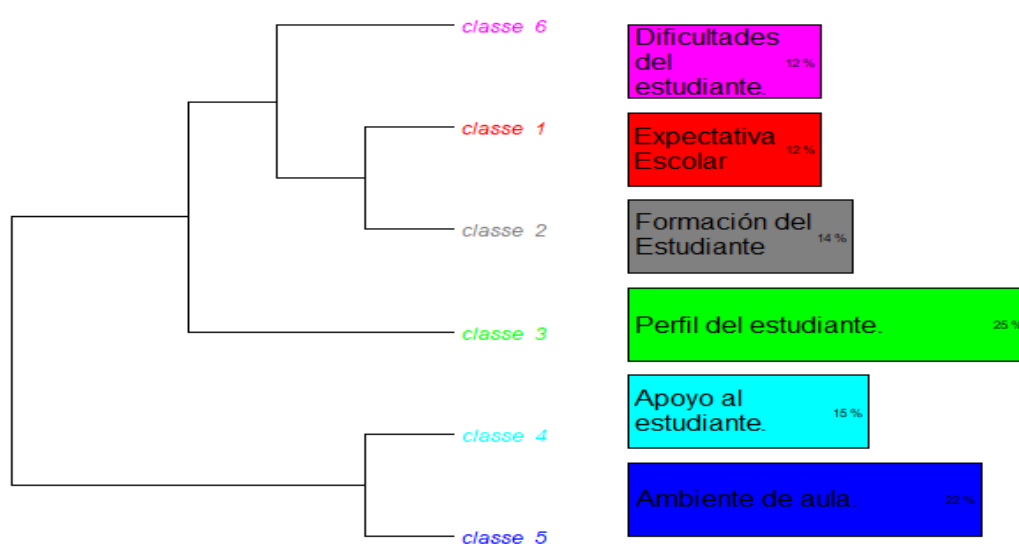 classe 6
Dificultades
del
estudiante.
12 %
classe 1
Expectativa
Escolar
12 %
classe 2
Formación del
Estudiante
14 %
classe 3
Perfil del estudiante.
25 %
classe 4
Apoyo al
estudiante.
15 %
classe 5
Ambiente de aula.
22 %